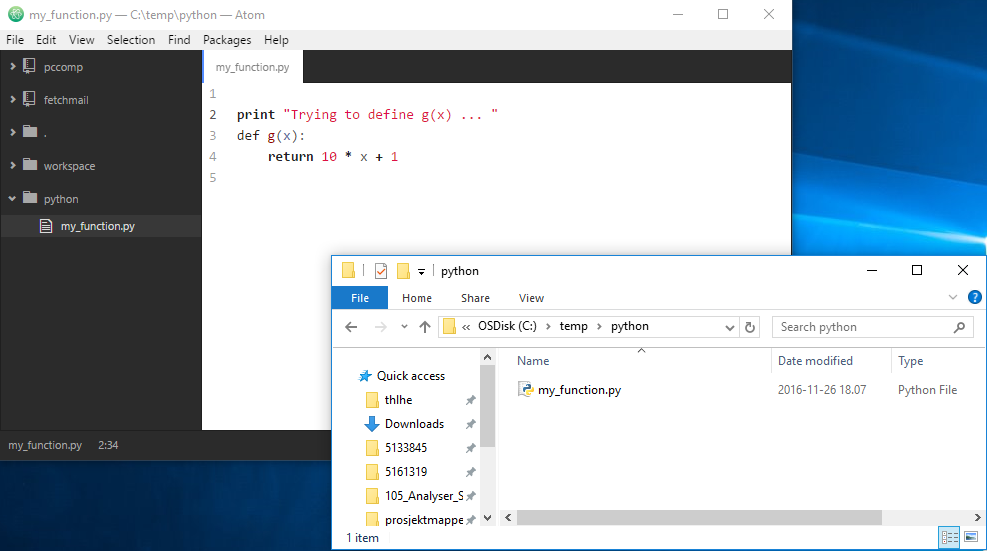 my_function.py — C:\temp\python — Atom
File Edit View Selection Find Packages Help
pccomp
fetchmail
.
workspace
python
my_function.py
my_function.py
1
2 print "Trying to define g(x) ... "
3 def g(x):
4 return 10 * x + 1
5
my_function.py 2:34
python
File Home Share View
« OSDisk (C:) > temp > python
Search python
Quick access
thlhe
Downloads
5133845
5161319
105_Analyser_S
prosjektmappe
Name Date modified Type
my_function.py 2016-11-26 18.07 Python File
1 item